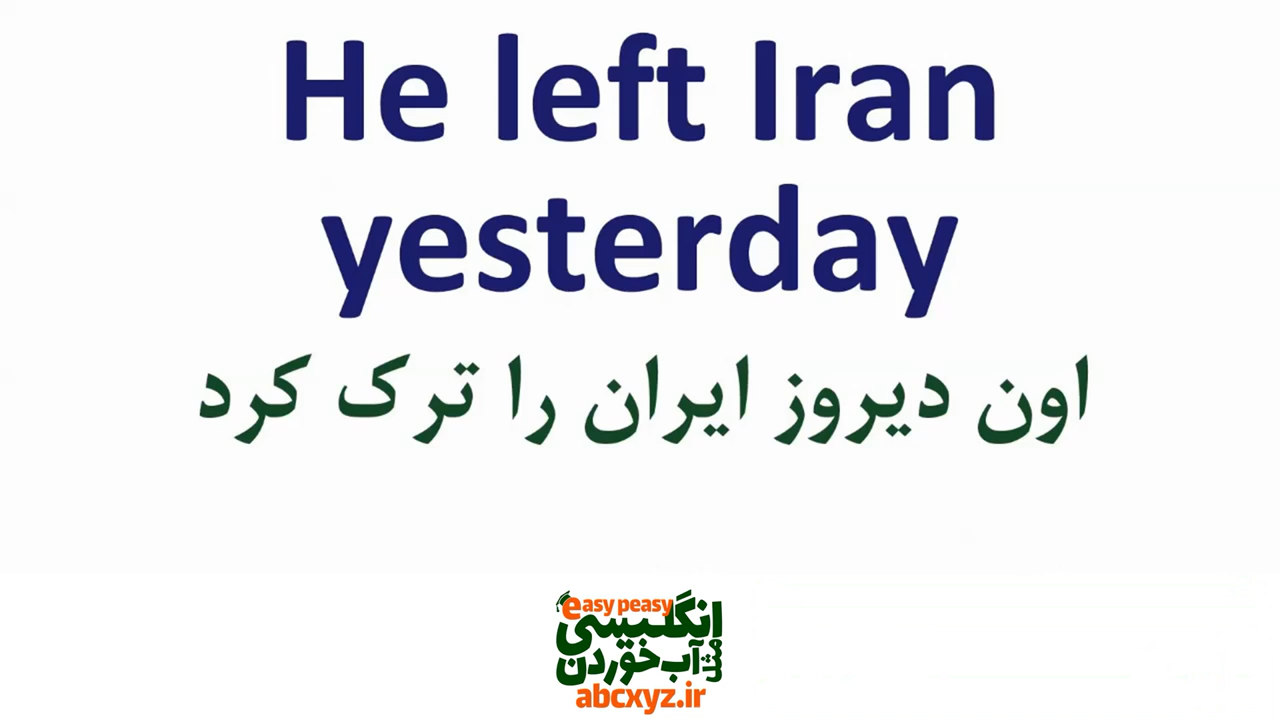 He left Iran
yesterday
اون دیروز ایران را ترک کرد
easy peasy
انگلیسی
مثل آب خوردن
abcxyz.ir